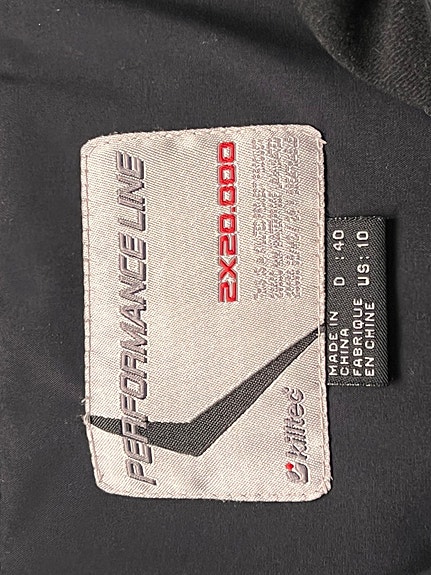 PERFORMANCE LINE
2X20.000
killtec
MADE IN
CHINA
FABRIQUE
EN CHINE
D :40
US:10